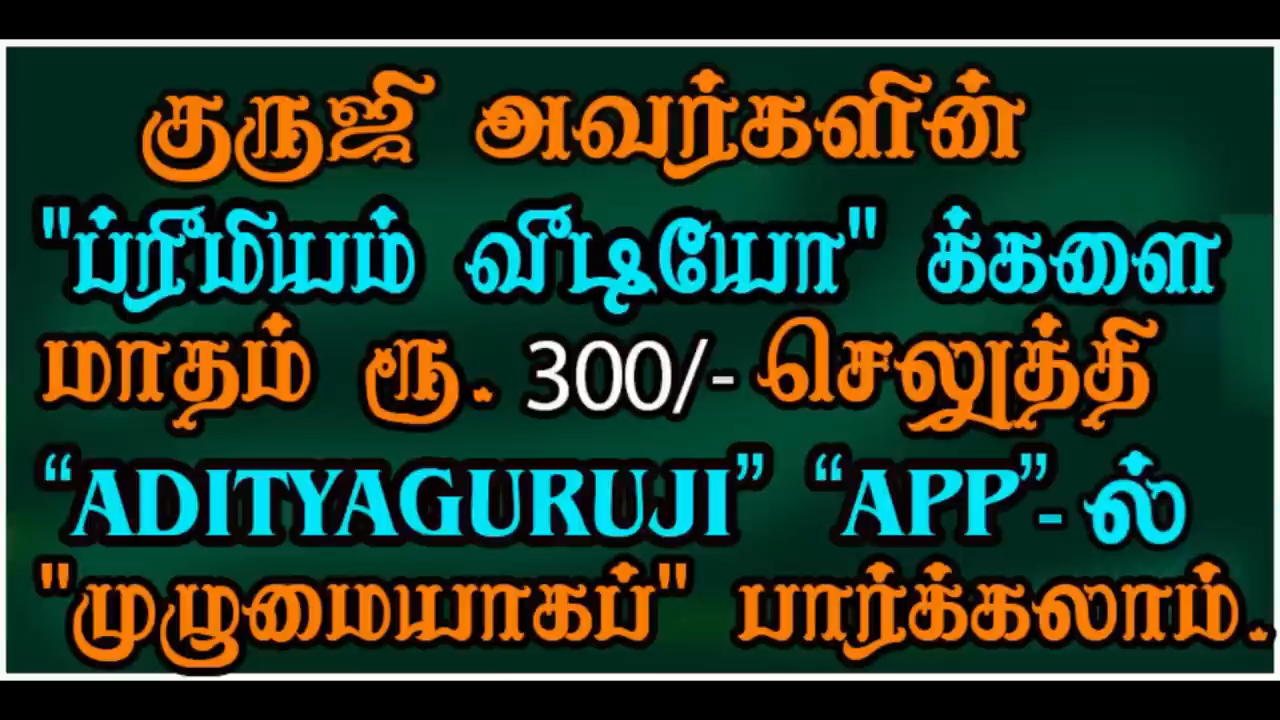 குருஜி அவர்களின்
"ப்ரீமியம் வீடியோ" க்களை
மாதம் ரூ. 300/- செலுத்தி
“ADITYAGURUJI” “APP”- ல்
"முழுமையாகப்" பார்க்கலாம்.